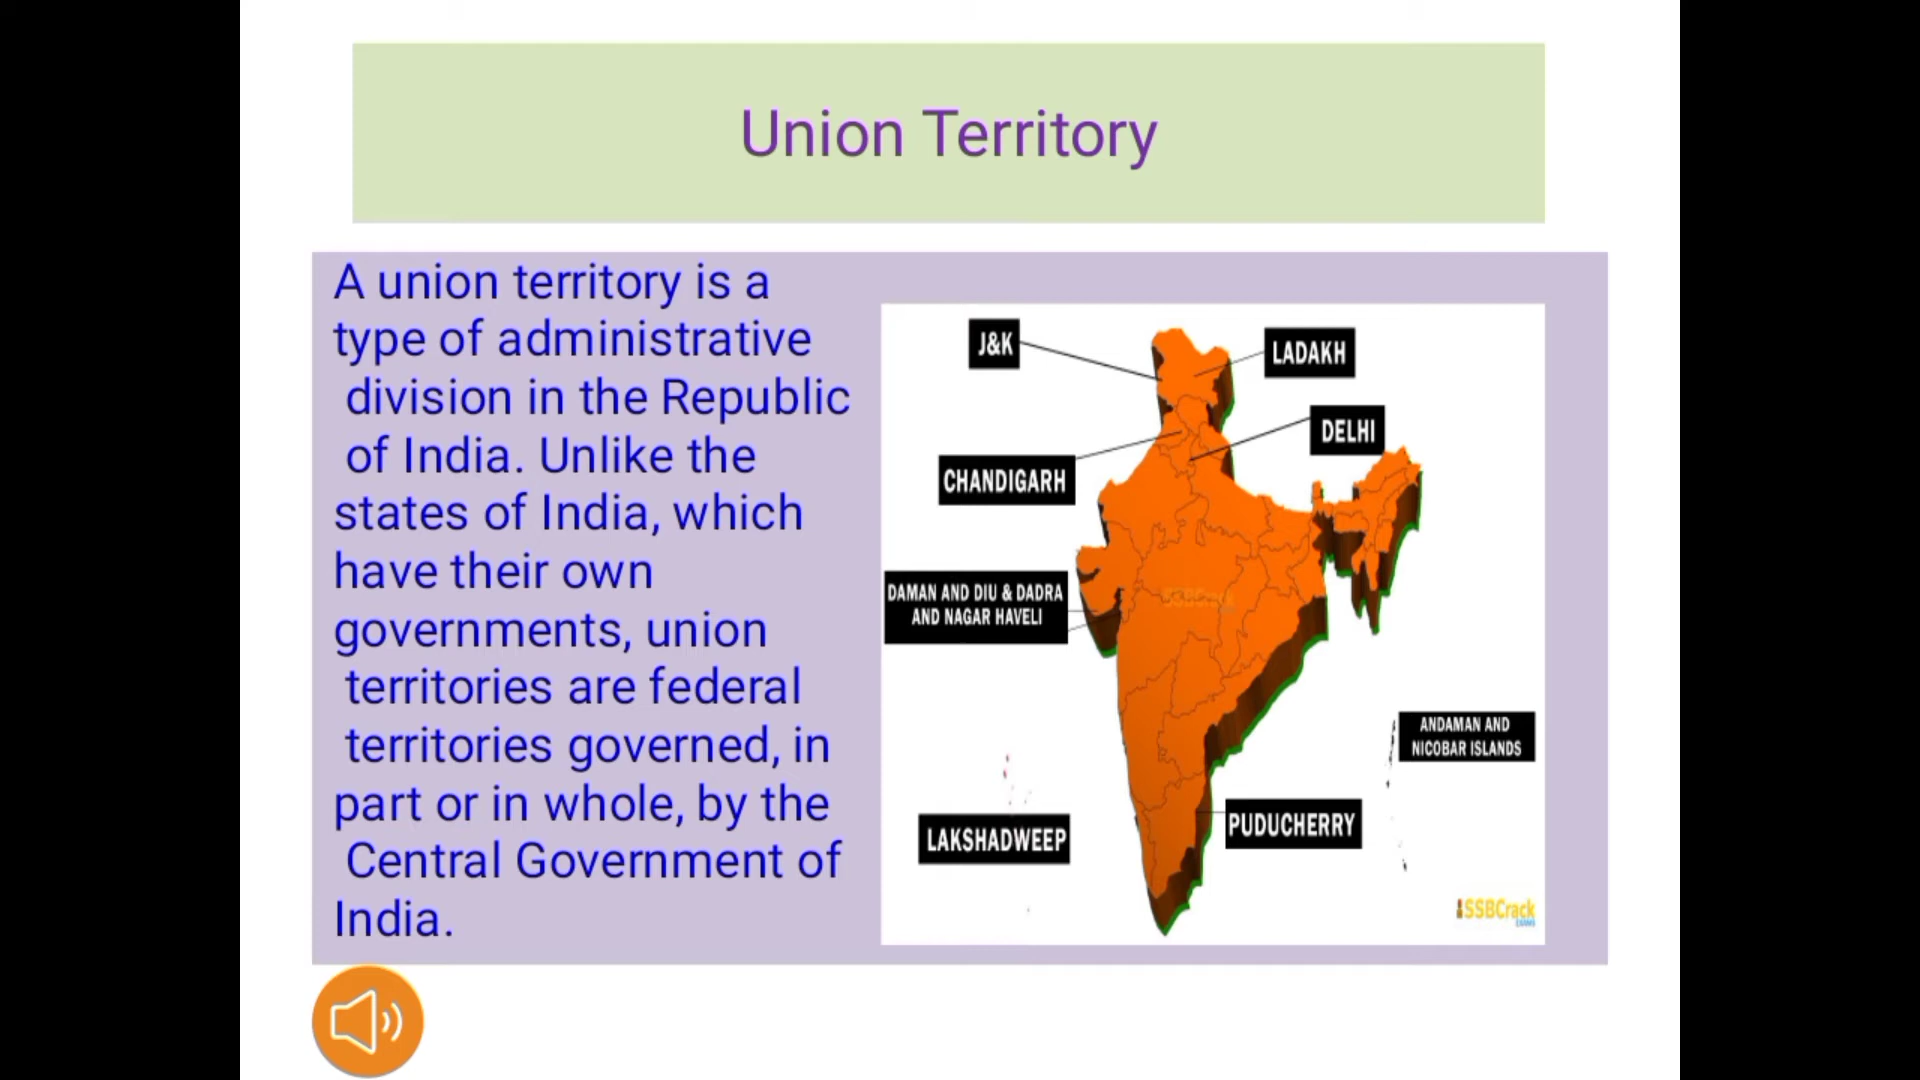 Union Territory
A union territory is a
type of administrative
division in the Republic
of India. Unlike the
states of India, which
have their own
governments, union
territories are federal
territories governed, in
part or in whole, by the
Central Government of
India.
J&K
LADAKH
DELHI
CHANDIGARH
DAMAN AND DIU & DADRA
AND NAGAR HAVELI
SSBCrack
ANDAMAN AND
NICOBAR ISLANDS
LAKSHADWEEP
PUDUCHERRY
SSBCrack
EXAMS